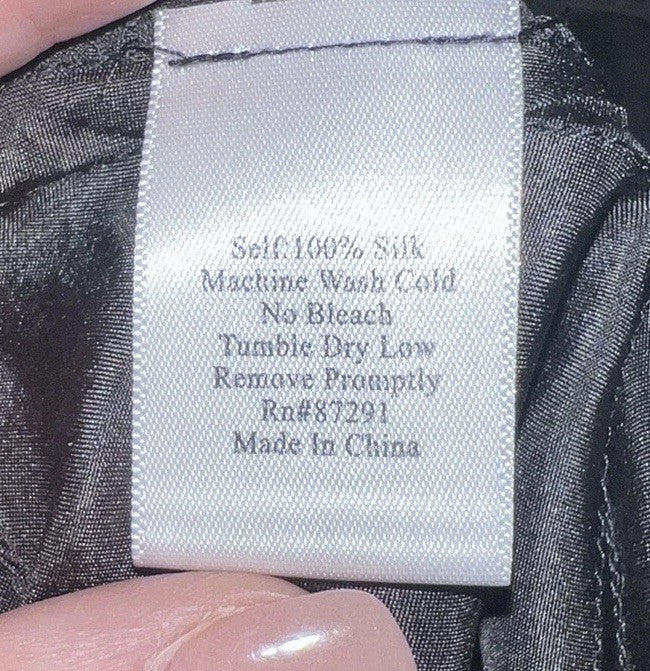 Self:100% Silk
Machine Wash Cold
No Bleach
Tumble Dry Low
Remove Promptly
Rn#87291
Made In China